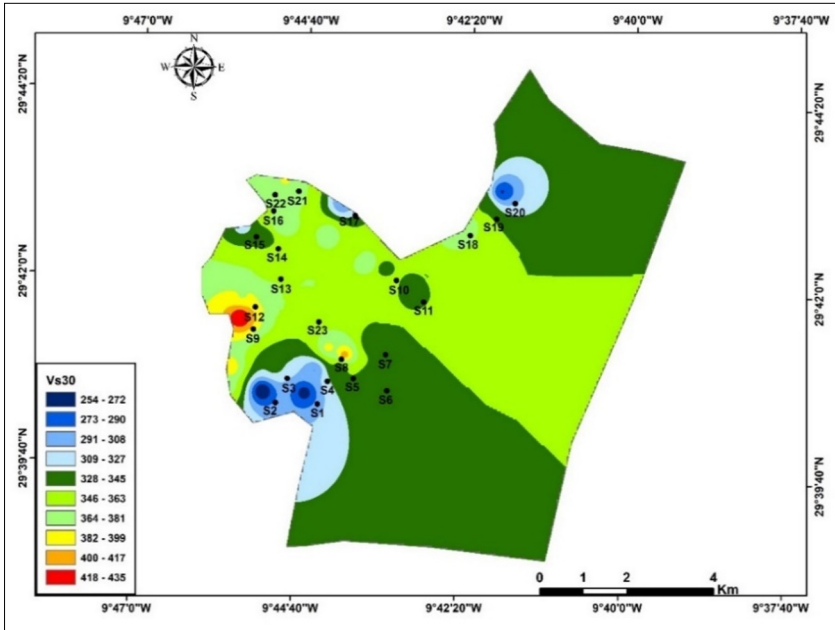 9°47'0"W 9°44'40"W 9°42'20"W 9°40'0"W 9°37'40"W
N
W E
S
29°44'20"N 29°44'20"N
S22 S21
S16 S17
S20
S19
S18
S15
S14
29°42'0"N 29°42'0"N
S13 S10
S11
S12
S9 S23
S8 S7
S3 S4 S5
S6
S2 S1
29°39'40"N 29°39'40"N
Vs30
254 - 272
273 - 290
291 - 308
309 - 327
328 - 345
346 - 363
364 - 381
382 - 399
400 - 417
418 - 435
0 1 2 4
Km
9°47'0"W 9°44'40"W 9°42'20"W 9°40'0"W 9°37'40"W